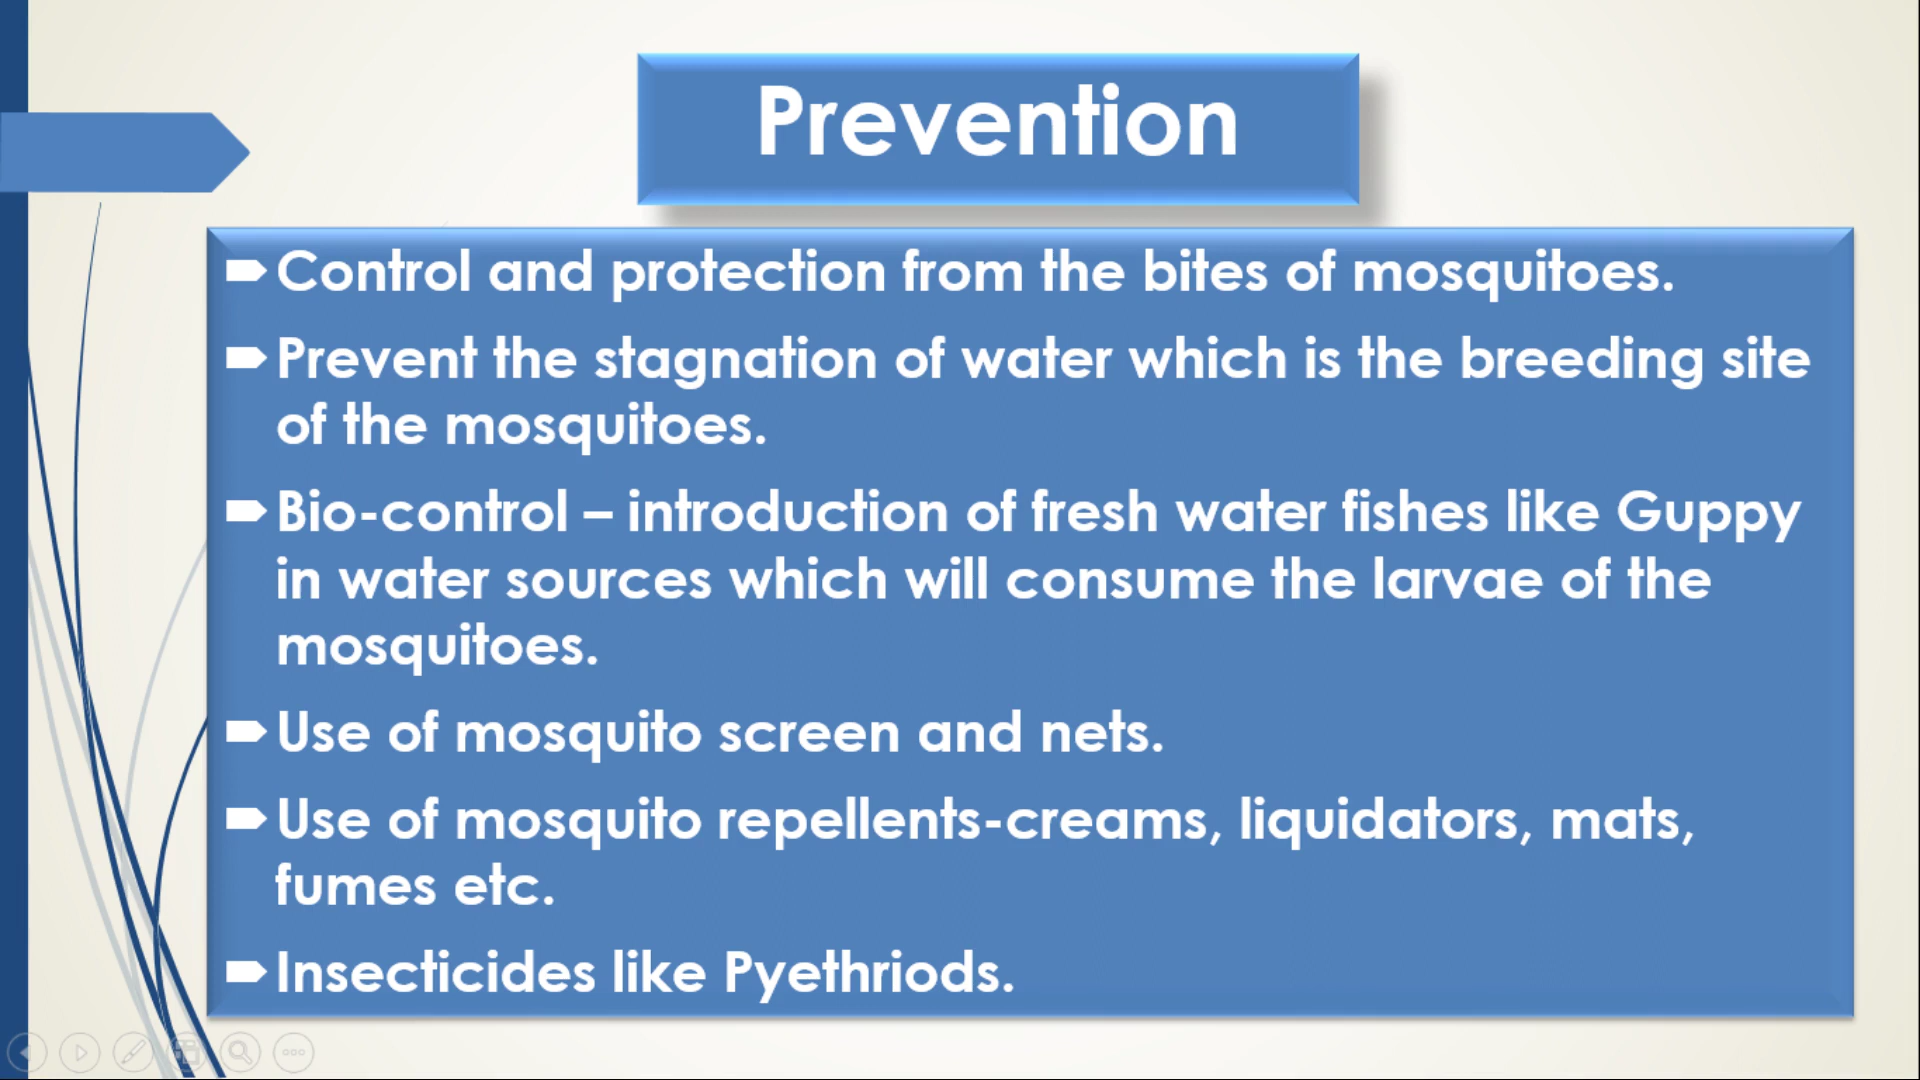 Prevention
Control and protection from the bites of mosquitoes.
Prevent the stagnation of water which is the breeding site
of the mosquitoes.
Bio-control – introduction of fresh water fishes like Guppy
in water sources which will consume the larvae of the
mosquitoes.
Use of mosquito screen and nets.
Use of mosquito repellents-creams, liquidators, mats,
fumes etc.
Insecticides like Pyethriods.